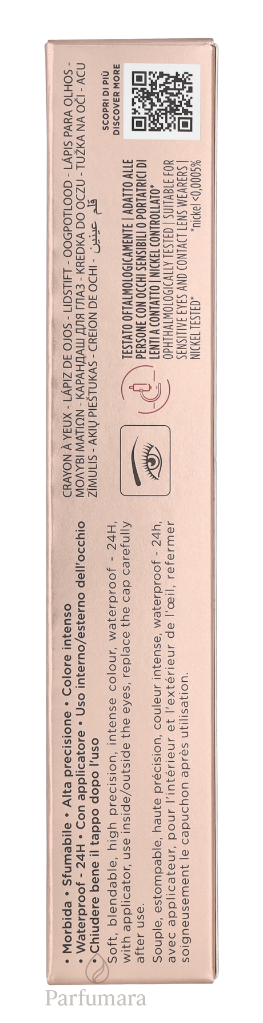 • Morbida • Sfumabile • Alta precisione • Colore intenso
• Waterproof - 24H • Con applicatore • Uso interno/esterno dell'occhio
• Chiudere bene il tappo dopo l'uso
Soft, blendable, high precision, intense colour, waterproof - 24H,
with applicator, use inside/outside the eyes, replace the cap carefully
after use.
Souple, estompable, haute précision, couleur intense, waterproof - 24h,
avec applicateur, pour l'intérieur et l'extérieur de l'œil, refermer
soigneusement le capuchon après utilisation.
CRAYON À YEUX - LÁPIZ DE OJOS - LIDSTIFT - OOGPOTLOOD - LÁPIS PARA OLHOS -
ΜΟΛΥΒΙ ΜΑΤΙΩΝ - КАРАНДАШ ДЛЯ ГЛАЗ - KREDKA DO OCZU - TUŽKA NA OČI - ACU
ZĪMULIS - AKIŲ PIEŠTUKAS - CREION DE OCHI - قلم عينين
TESTATO OFTALMOLOGICAMENTE | ADATTO ALLE
PERSONE CON OCCHI SENSIBILI O PORTATRICI DI
LENTI A CONTATTO | NICKEL CONTROLLATO*
OPHTHALMOLOGICALLY TESTED | SUITABLE FOR
SENSITIVE EYES AND CONTACT LENS WEARERS |
NICKEL TESTED*
*nickel <0,0005%
SCOPRI DI PIÙ
DISCOVER MORE
Parfumara